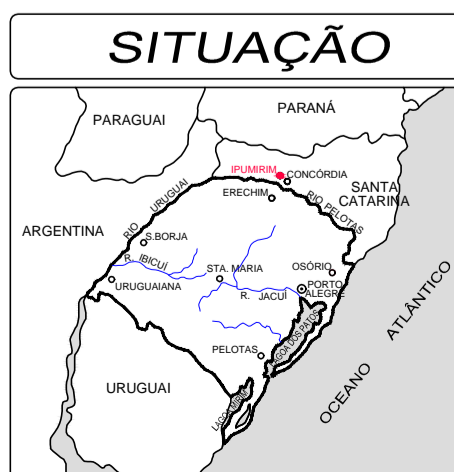 SITUAÇÃO
PARAGUAI
PARANÁ
IPUMIRIM
CONCÓRDIA
SANTA
CATARINA
ERECHIM
RIO PELOTAS
RIO URUGUAI
ARGENTINA
S.BORJA
R. IBICUÍ
URUGUAIANA
STA. MARIA
OSÓRIO
PORTO
ALEGRE
R. JACUÍ
LAGOA DOS PATOS
PELOTAS
LAGOA MIRIM
URUGUAI
OCEANO ATLÂNTICO